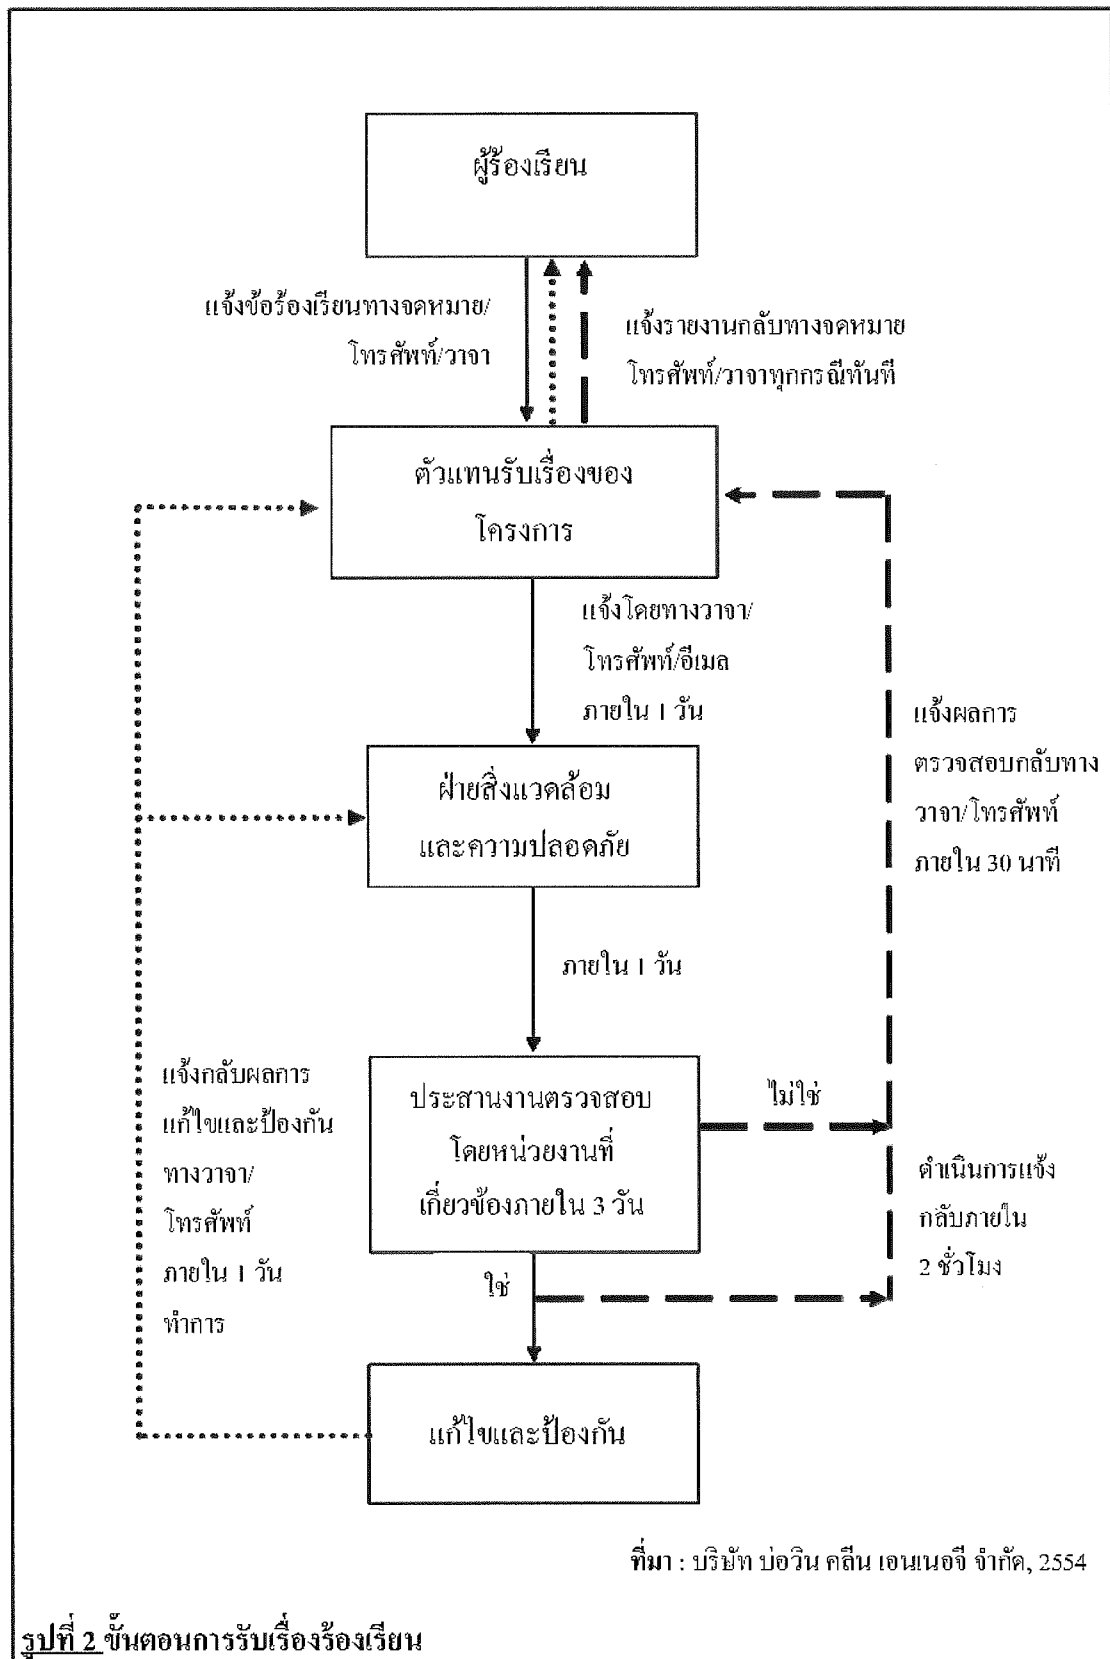 ผู้ร้องเรียน
แจ้งข้อร้องเรียนทางจดหมาย/
โทรศัพท์/วาจา
แจ้งรายงานกลับทางจดหมาย
โทรศัพท์/วาจาทุกกรณีทันที
ตัวแทนรับเรื่องของ
โครงการ
แจ้งโดยทางวาจา/
โทรศัพท์/อีเมล
ภายใน 1 วัน
แจ้งผลการ
ตรวจสอบกลับทาง
วาจา/โทรศัพท์
ภายใน 30 นาที
ฝ่ายสิ่งแวดล้อม
และความปลอดภัย
ภายใน 1 วัน
แจ้งกลับผลการ
แก้ไขและป้องกัน
ทางวาจา/
โทรศัพท์
ภายใน 1 วัน
ทำการ
ประสานงานตรวจสอบ
โดยหน่วยงานที่
เกี่ยวข้องภายใน 3 วัน
ไม่ใช่
ดำเนินการแจ้ง
กลับภายใน
2 ชั่วโมง
ใช่
แก้ไขและป้องกัน
ที่มา : บริษัท บ่อวิน คลีน เอนเนอจี จำกัด, 2554
รูปที่ 2 ขั้นตอนการรับเรื่องร้องเรียน